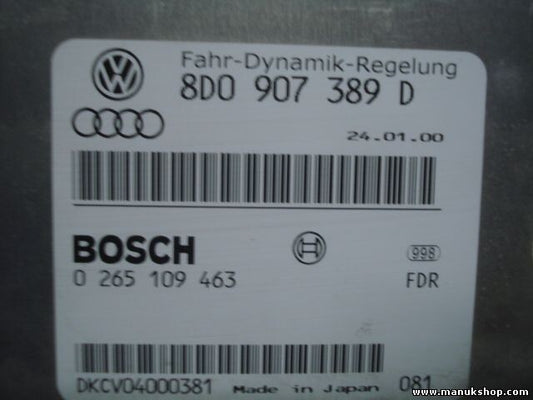 Fahr-Dynamik-Regelung
8D0 907 389 D
24.01.00
BOSCH
0 265 109 463
998
FDR
DKCV04000381 Made in Japan 081
www.manukshop.com